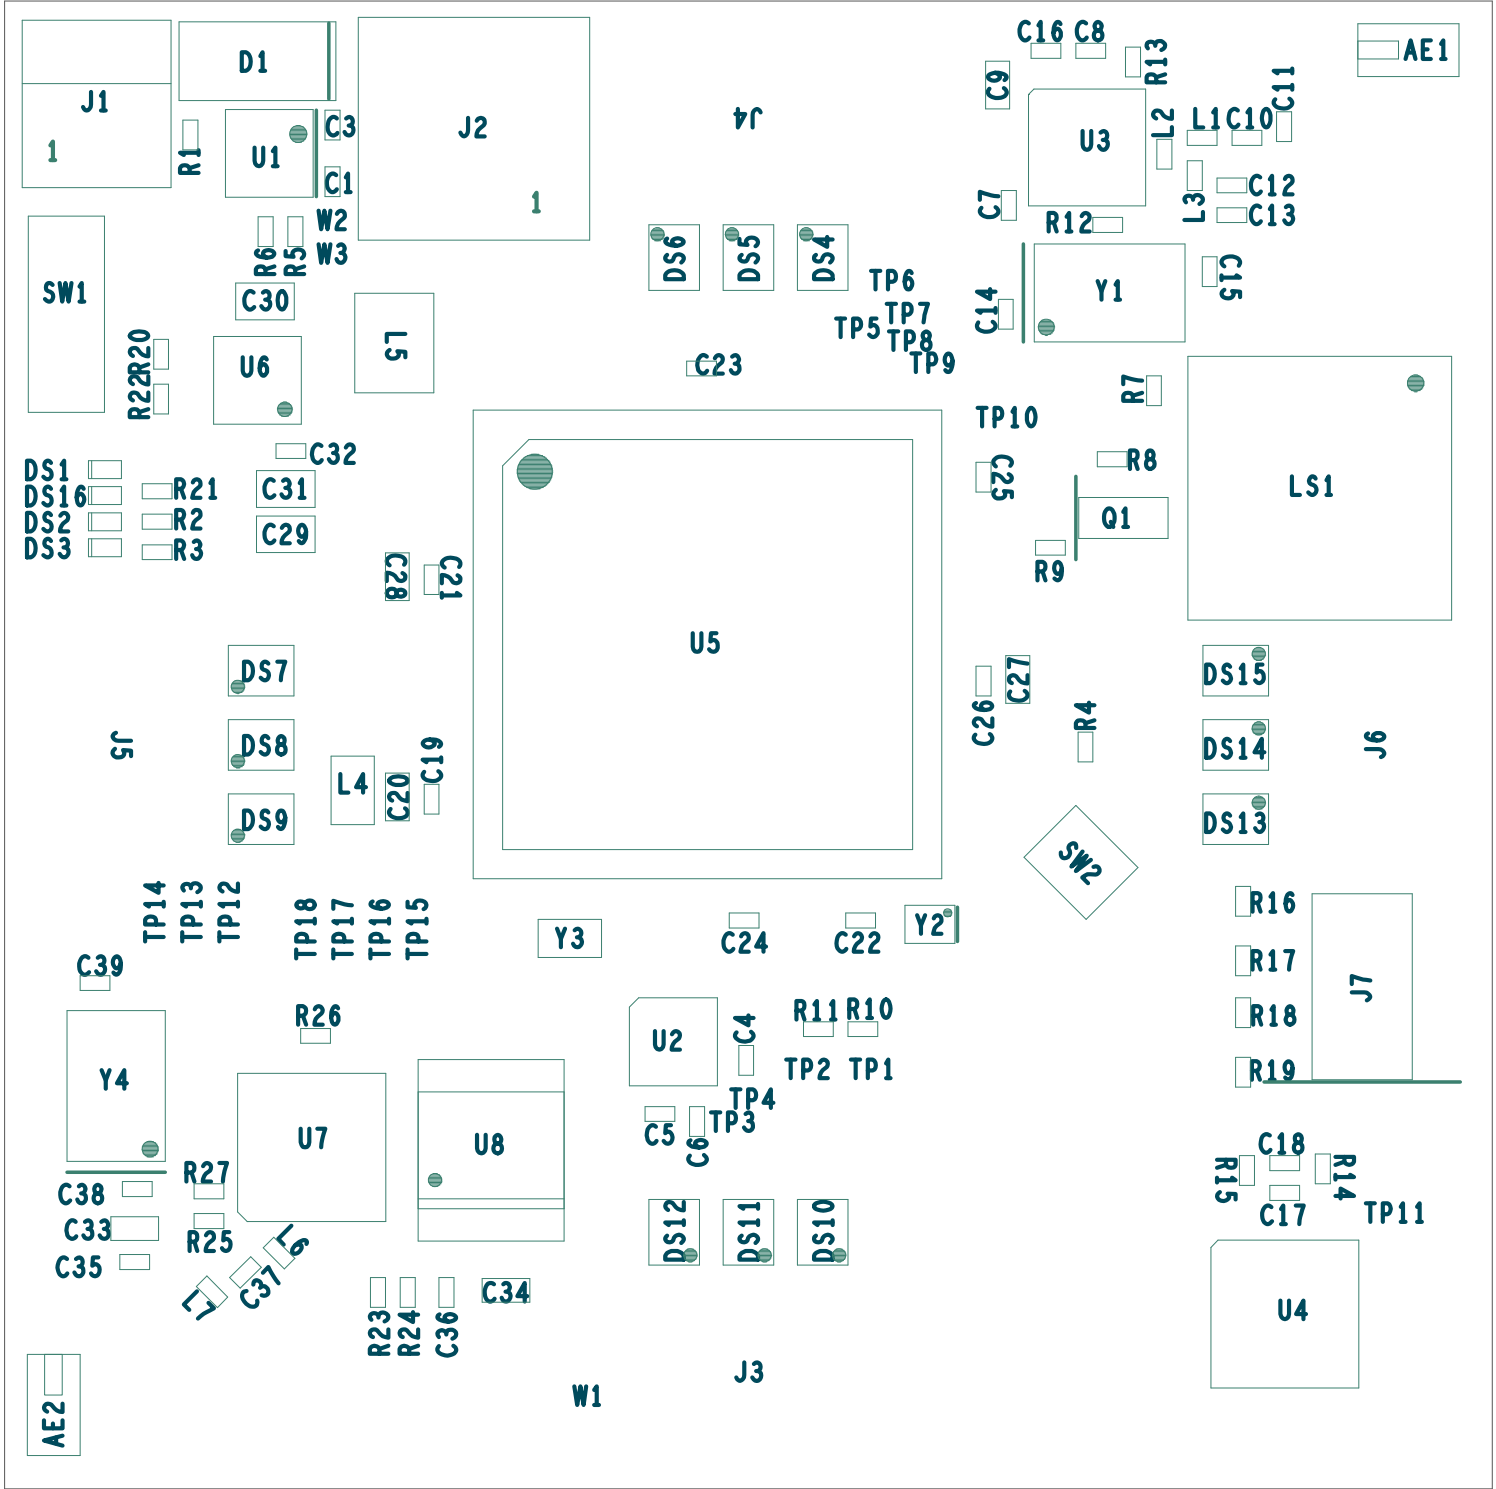 C16 C8
D1 R13 AE1
C9
J1 C11
J4
J2 C3 L2 L1 C10
U3
1 R1 U1
C1 C12
1 C7 L3 C13
W2 R12
W3
R6 R5 DS6 DS5 DS4
SW1 C30 TP6 C15
Y1
TP7 C14
TP5
L5 TP8
R20 U6 C23 TP9
R22 R7
TP10
C32
DS1 C25 R8
R21 C31 LS1
DS16
DS2 R2 Q1
C29
DS3 R3
C28 C21 R9
U5
DS7 DS15
C27
C26 R4
J5 DS8 DS14 J6
C19
L4 C20
DS9 DS13
SW2
TP14 TP13 TP12 R16
TP18 TP17 TP16 TP15
Y3 C24 C22 Y2
C39 R17
J7
R26 R11 R10 R18
U2 C4
Y4 TP2 TP1 R19
TP4
TP3
U7 U8 C5 C6 C18
R27 R15 R14
C38
C33 DS12 DS11 DS10 C17 TP11
R25 L6
C35
C37 C34
L7 U4
R23 R24 C36
J3
W1
AE2